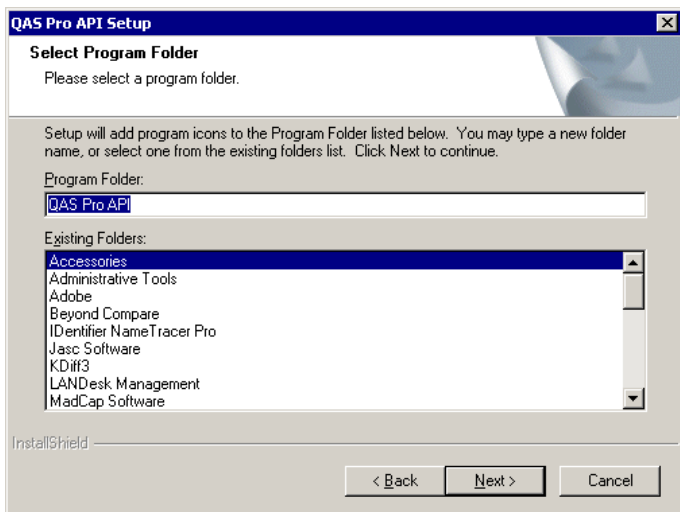 QAS Pro API Setup
Select Program Folder
Please select a program folder.
Setup will add program icons to the Program Folder listed below. You may type a new folder
name, or select one from the existing folders list. Click Next to continue.
Program Folder:
QAS Pro API
Existing Folders:
Accessories
Administrative Tools
Adobe
Beyond Compare
IDentifier NameTracer Pro
Jasc Software
KDiff3
LANDesk Management
MadCap Software
InstallShield
< Back
Next >
Cancel